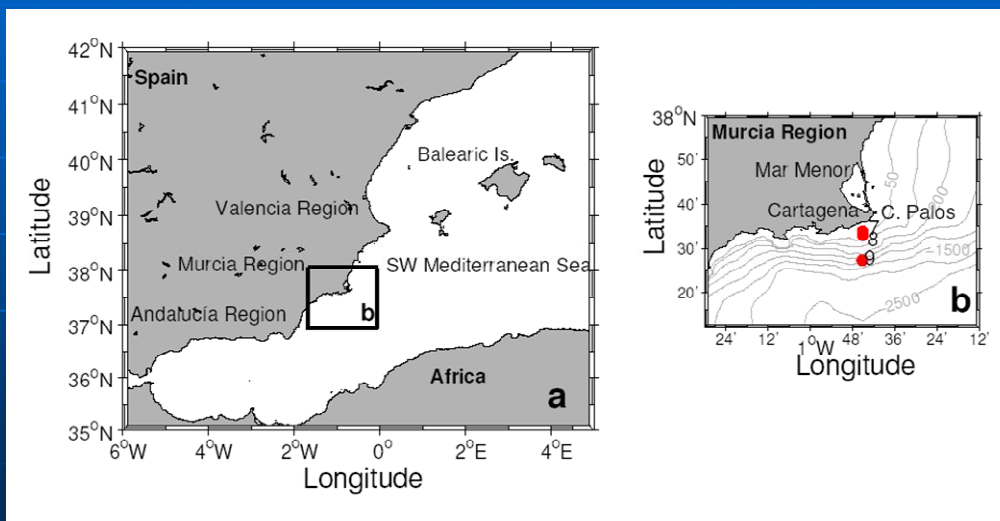 42°N
Spain
41°N
40°N
Balearic Is.
39°N
Valencia Region
38°N
Murcia Region
SW Mediterranean Sea
b
Andalucía Region
37°N
36°N
Africa
a
35°N
6°W 4°W 2°W 0° 2°E 4°E
Longitude
Latitude
38°N
Murcia Region
50'
Mar Menor
50
40'
Cartagena
C. Palos
7
8
30'
9
-1500
20'
2500
b
24' 12' 1°W 48' 36' 24' 12'
Longitude
Latitude